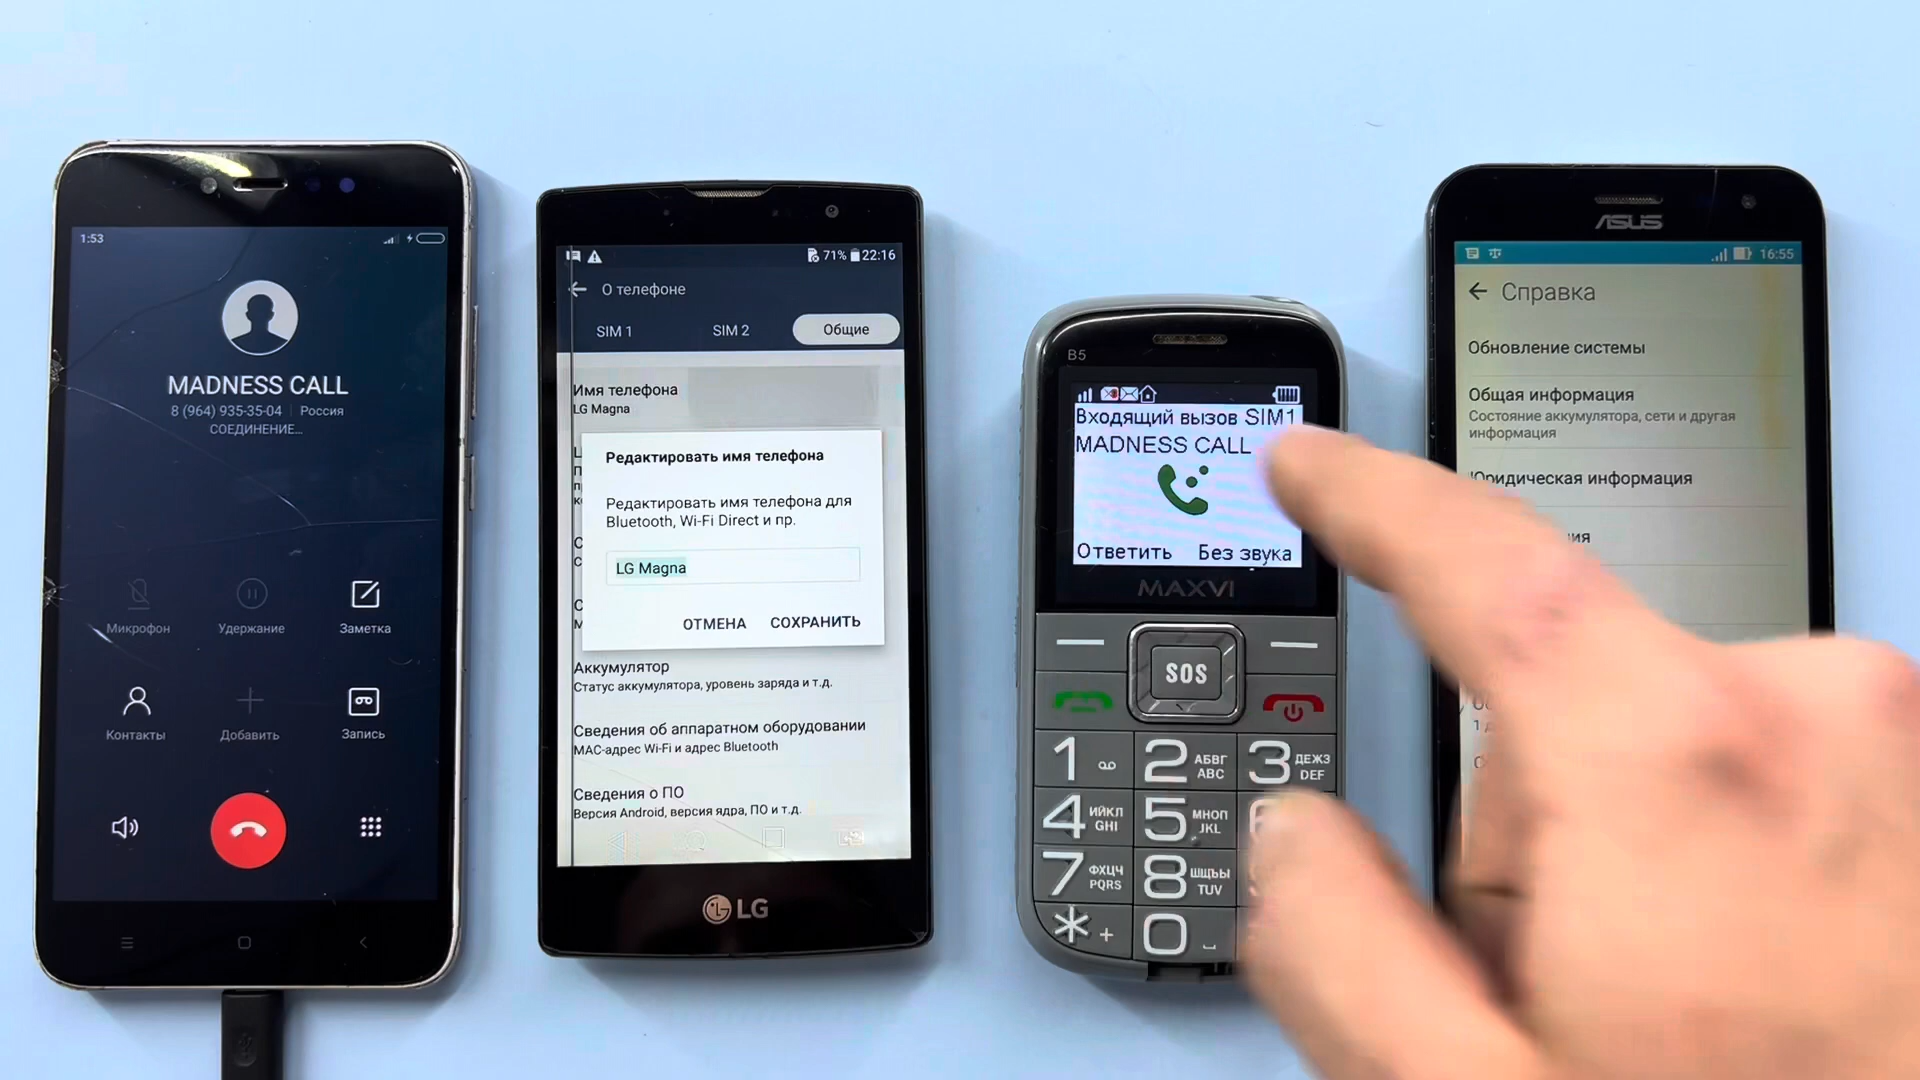 1:53
MADNESS CALL
8 (964) 935-35-04 | Россия
СОЕДИНЕНИЕ...
Микрофон
Удержание
Заметка
Контакты
Добавить
Запись
71% 22:16
О телефоне
SIM 1
SIM 2
Общие
Имя телефона
LG Magna
Редактировать имя телефона
Редактировать имя телефона для
Bluetooth, Wi-Fi Direct и пр.
LG Magna
ОТМЕНА
СОХРАНИТЬ
Аккумулятор
Статус аккумулятора, уровень заряда и т.д.
Сведения об аппаратном оборудовании
МАС-адрес Wi-Fi и адрес Bluetooth
Сведения о ПО
Версия Android, версия ядра, ПО и т.д.
LG
B5
Входящий вызов SIM1
MADNESS CALL
Ответить
Без звука
MAXVI
SOS
1
2 АБВГ ABC
3 ДЕЖЗ DEF
4 ИЙКЛ GHI
5 МНОП JKL
7 ФХЦЧ PQRS
8 ШЩЪЫ TUV
* +
0
ASUS
16:55
Справка
Обновление системы
Общая информация
Состояние аккумулятора, сети и другая
информация
Юридическая информация